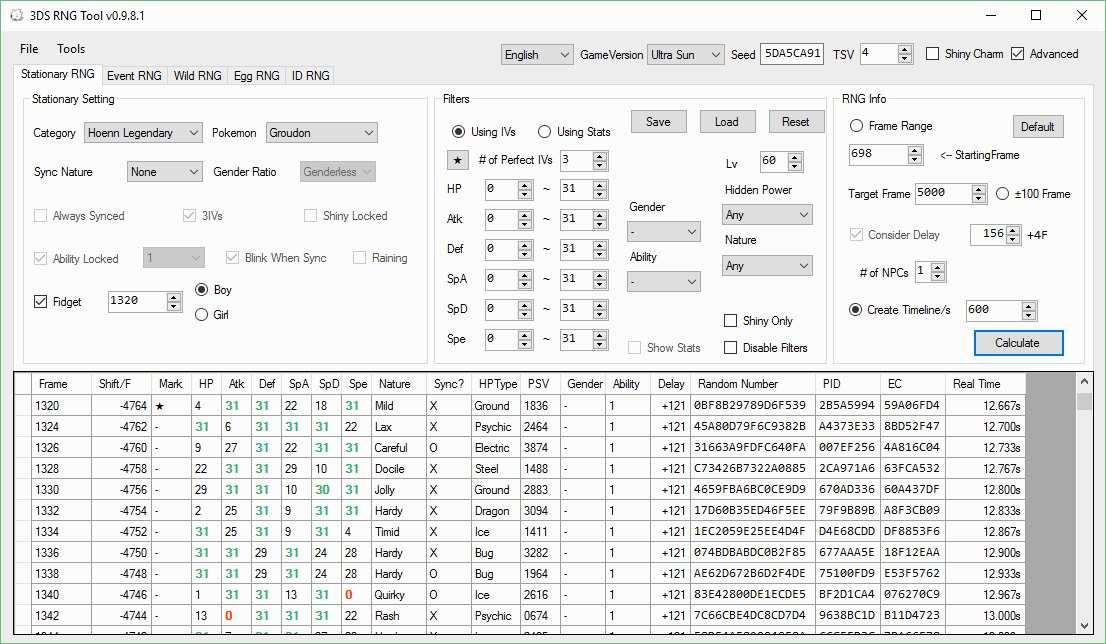 3DS RNG Tool v0.9.8.1
File Tools
English GameVersion Ultra Sun Seed 5DA5CA91 TSV 4 Shiny Charm Advanced
Stationary RNG Event RNG Wild RNG Egg RNG ID RNG
Stationary Setting
Category Hoenn Legendary Pokemon Groudon
Sync Nature None Gender Ratio Genderless
Always Synced 3IVs Shiny Locked
Ability Locked 1 Blink When Sync Raining
Fidget 1320 Boy
Girl
Filters
Using IVs Using Stats Save Load Reset
★ # of Perfect IVs 3 Lv 60
HP 0 ~ 31 Hidden Power
Atk 0 ~ 31 Gender Any
Def 0 ~ 31 - Nature
SpA 0 ~ 31 Ability Any
SpD 0 ~ 31 -
Spe 0 ~ 31 Shiny Only
Show Stats Disable Filters
RNG Info
Frame Range Default
698 <-- StartingFrame
Target Frame 5000 ±100 Frame
Consider Delay 156 +4F
# of NPCs 1
Create Timeline/s 600
Calculate
Frame Shift/F Mark HP Atk Def SpA SpD Spe Nature Sync? HPType PSV Gender Ability Delay Random Number PID EC Real Time
1320 -4764 ★ 4 31 31 22 18 31 Mild X Ground 1836 - 1 +121 0BF8B29789D6F539 2B5A5994 59A06FD4 12.667s
1324 -4762 - 31 6 31 31 31 22 Lax X Psychic 2464 - 1 +121 45A80D79F6C9382B A4373E33 8BD52F47 12.700s
1326 -4760 - 9 27 31 22 31 31 Careful O Electric 3874 - 1 +121 31663A9FDFC640FA 007EF256 4A816C04 12.733s
1328 -4758 - 22 31 31 29 10 31 Docile X Steel 1488 - 1 +121 C73426B7322A0885 2CA971A6 63FCA532 12.767s
1330 -4756 - 29 31 31 10 30 31 Jolly X Ground 2883 - 1 +121 4659FBA6BC0CE9D9 670AD336 60A437DF 12.800s
1332 -4754 - 2 25 31 9 31 31 Hardy X Dragon 3094 - 1 +121 17D60B35ED46F5EE 79F9B89B A8F3CB09 12.833s
1334 -4752 - 31 25 31 9 31 4 Timid X Ice 1411 - 1 +121 1EC2059E25EE4D4F D4E68CDD DF8853F6 12.867s
1336 -4750 - 31 31 29 31 24 28 Hardy X Bug 3282 - 1 +121 074BDBABDC0B2F85 677AAA5E 18F12EAA 12.900s
1338 -4748 - 31 31 29 31 24 28 Hardy O Bug 1964 - 1 +121 AE62D672B6D2F4DE 75100FD9 E53F5762 12.933s
1340 -4746 - 1 31 31 13 31 0 Quirky O Ice 2616 - 1 +121 83E42800DE1ECDE5 BF2D1CA4 076270C9 12.967s
1342 -4744 - 13 0 31 31 31 22 Rash X Psychic 0674 - 1 +121 7C66CBE4DC8CD7D4 9638BC1D B11D4723 13.000s